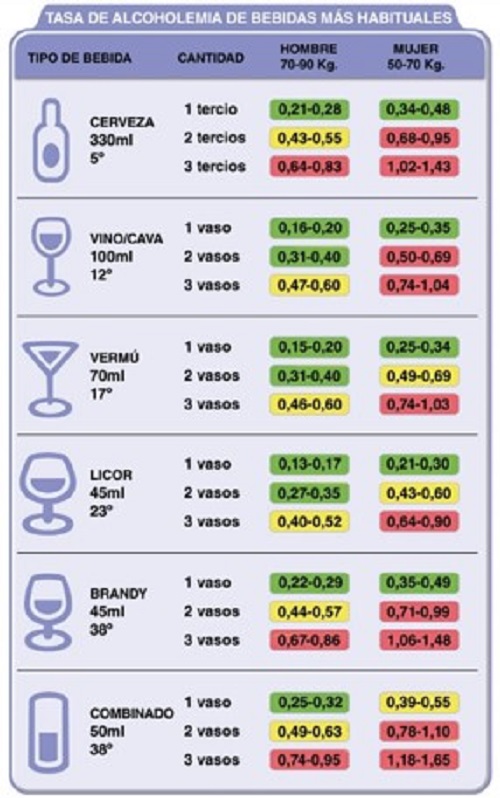 TASA DE ALCOHOLEMIA DE BEBIDAS MÁS HABITUALES
TIPO DE BEBIDA CANTIDAD HOMBRE 70-90 Kg. MUJER 50-70 Kg.
CERVEZA
330ml
5º
1 tercio 0,21-0,28 0,34-0,48
2 tercios 0,43-0,55 0,68-0,95
3 tercios 0,64-0,83 1,02-1,43
VINO/CAVA
100ml
12º
1 vaso 0,16-0,20 0,25-0,35
2 vasos 0,31-0,40 0,50-0,69
3 vasos 0,47-0,60 0,74-1,04
VERMÚ
70ml
17º
1 vaso 0,15-0,20 0,25-0,34
2 vasos 0,31-0,40 0,49-0,69
3 vasos 0,46-0,60 0,74-1,03
LICOR
45ml
23º
1 vaso 0,13-0,17 0,21-0,30
2 vasos 0,27-0,35 0,43-0,60
3 vasos 0,40-0,52 0,64-0,90
BRANDY
45ml
38º
1 vaso 0,22-0,29 0,35-0,49
2 vasos 0,44-0,57 0,71-0,99
3 vasos 0,67-0,86 1,06-1,48
COMBINADO
50ml
38º
1 vaso 0,25-0,32 0,39-0,55
2 vasos 0,49-0,63 0,78-1,10
3 vasos 0,74-0,95 1,18-1,65